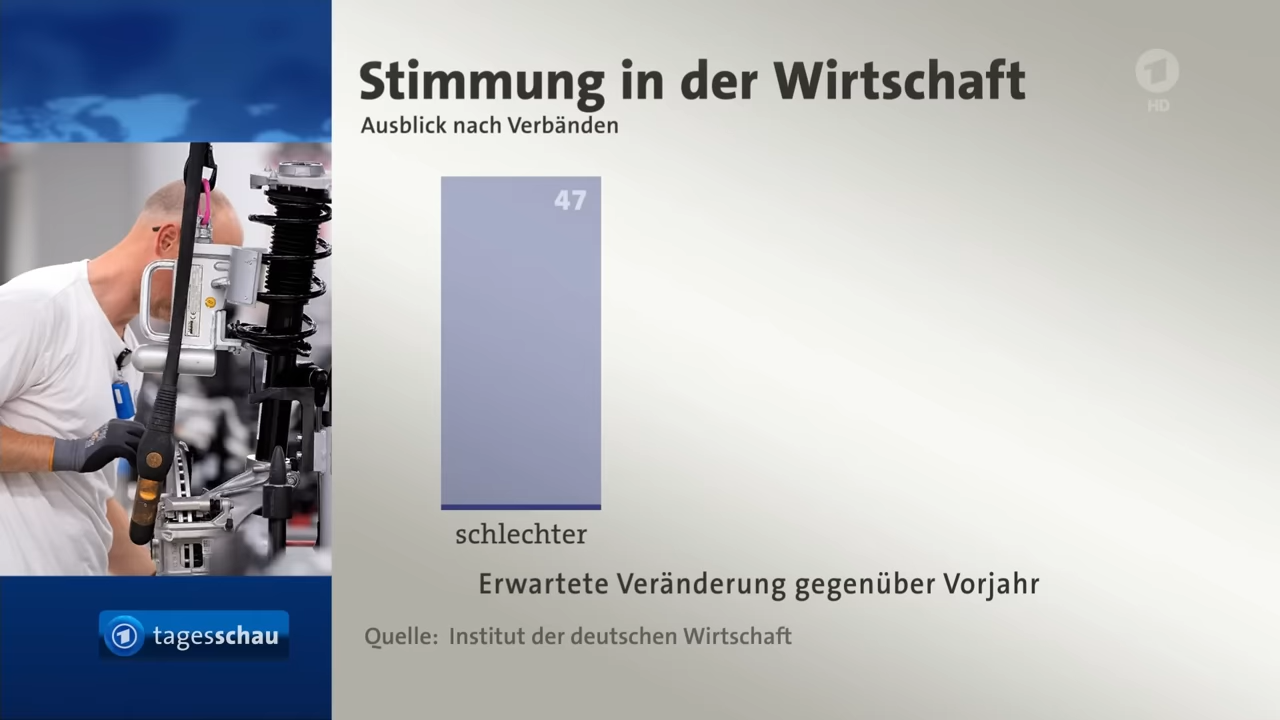 Stimmung in der Wirtschaft
Ausblick nach Verbänden
HD
47
schlechter
Erwartete Veränderung gegenüber Vorjahr
Quelle: Institut der deutschen Wirtschaft
tagesschau